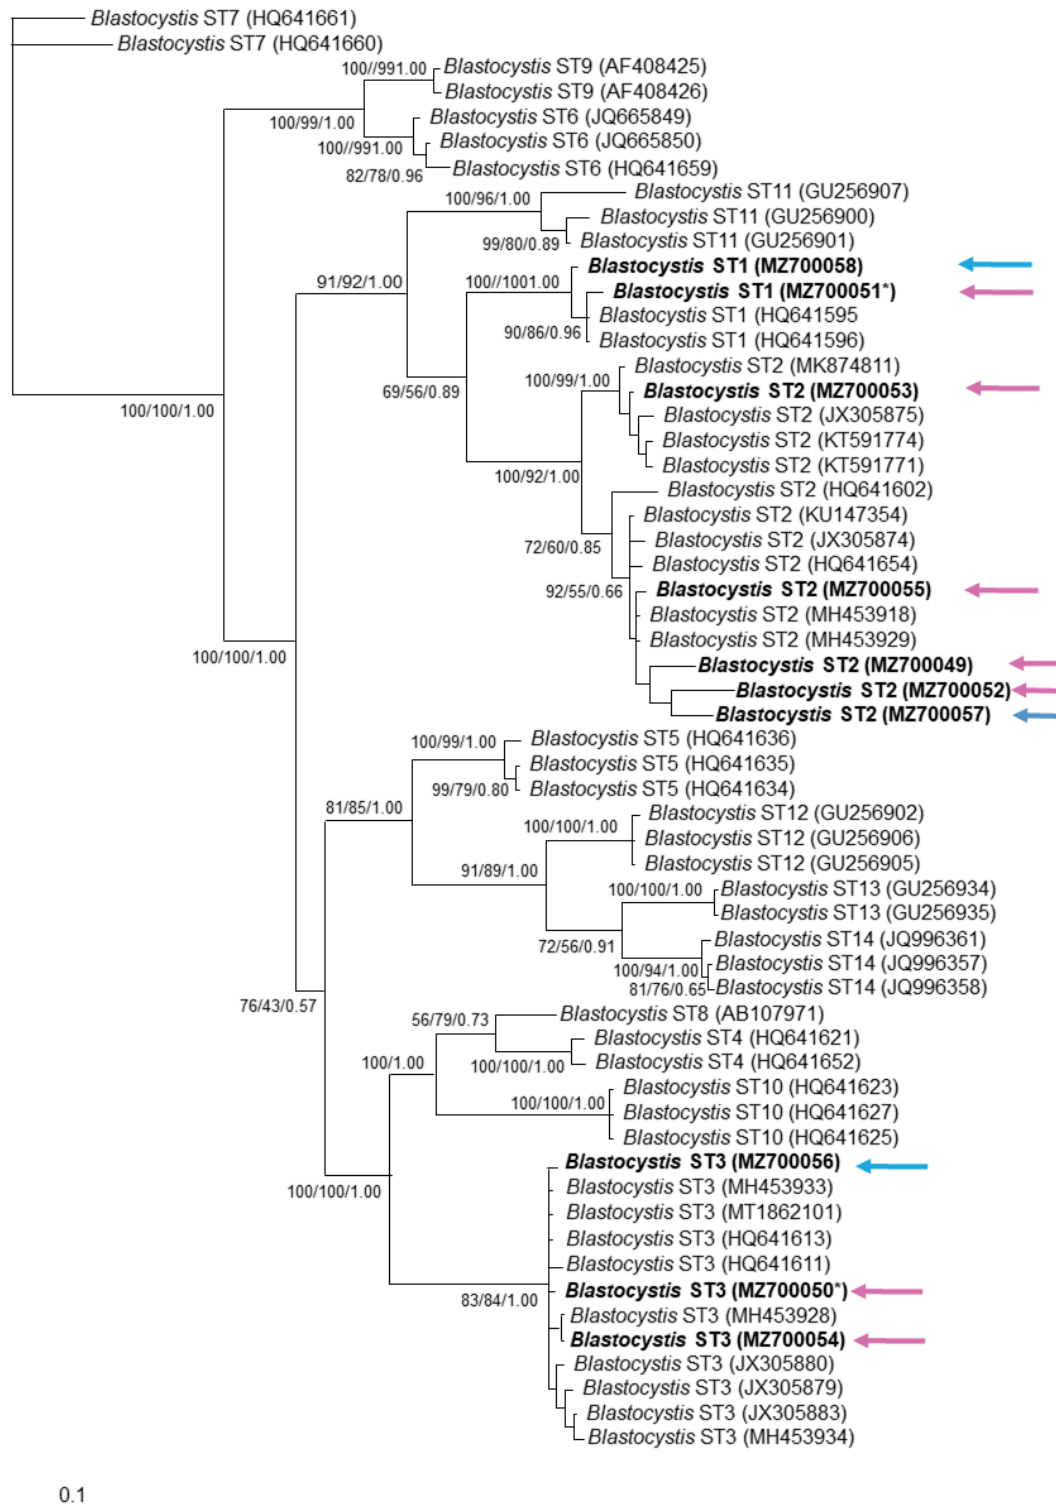 Blastocystis ST7 (HQ641661)
Blastocystis ST7 (HQ641660)
100//991.00
Blastocystis ST9 (AF408425)
Blastocystis ST9 (AF408426)
100/99/1.00
Blastocystis ST6 (JQ665849)
100//991.00
Blastocystis ST6 (JQ665850)
82/78/0.96
Blastocystis ST6 (HQ641659)
100/96/1.00
Blastocystis ST11 (GU256907)
Blastocystis ST11 (GU256900)
99/80/0.89
Blastocystis ST11 (GU256901)
91/92/1.00
100//1001.00
Blastocystis ST1 (MZ700058)
Blastocystis ST1 (MZ700051*)
Blastocystis ST1 (HQ641595
90/86/0.96
Blastocystis ST1 (HQ641596)
69/56/0.89
100/99/1.00
Blastocystis ST2 (MK874811)
Blastocystis ST2 (MZ700053)
100/100/1.00
Blastocystis ST2 (JX305875)
Blastocystis ST2 (KT591774)
Blastocystis ST2 (KT591771)
100/92/1.00
Blastocystis ST2 (HQ641602)
Blastocystis ST2 (KU147354)
72/60/0.85
Blastocystis ST2 (JX305874)
Blastocystis ST2 (HQ641654)
92/55/0.66
Blastocystis ST2 (MZ700055)
Blastocystis ST2 (MH453918)
Blastocystis ST2 (MH453929)
100/100/1.00
Blastocystis ST2 (MZ700049)
Blastocystis ST2 (MZ700052)
Blastocystis ST2 (MZ700057)
100/99/1.00
Blastocystis ST5 (HQ641636)
Blastocystis ST5 (HQ641635)
99/79/0.80
Blastocystis ST5 (HQ641634)
81/85/1.00
Blastocystis ST12 (GU256902)
100/100/1.00
Blastocystis ST12 (GU256906)
Blastocystis ST12 (GU256905)
91/89/1.00
100/100/1.00
Blastocystis ST13 (GU256934)
Blastocystis ST13 (GU256935)
72/56/0.91
Blastocystis ST14 (JQ996361)
100/94/1.00
Blastocystis ST14 (JQ996357)
81/76/0.65
Blastocystis ST14 (JQ996358)
76/43/0.57
56/79/0.73
Blastocystis ST8 (AB107971)
Blastocystis ST4 (HQ641621)
100/1.00
100/100/1.00
Blastocystis ST4 (HQ641652)
Blastocystis ST10 (HQ641623)
100/100/1.00
Blastocystis ST10 (HQ641627)
Blastocystis ST10 (HQ641625)
Blastocystis ST3 (MZ700056)
100/100/1.00
Blastocystis ST3 (MH453933)
Blastocystis ST3 (MT1862101)
Blastocystis ST3 (HQ641613)
Blastocystis ST3 (HQ641611)
Blastocystis ST3 (MZ700050*)
83/84/1.00
Blastocystis ST3 (MH453928)
Blastocystis ST3 (MZ700054)
Blastocystis ST3 (JX305880)
Blastocystis ST3 (JX305879)
Blastocystis ST3 (JX305883)
Blastocystis ST3 (MH453934)
0.1